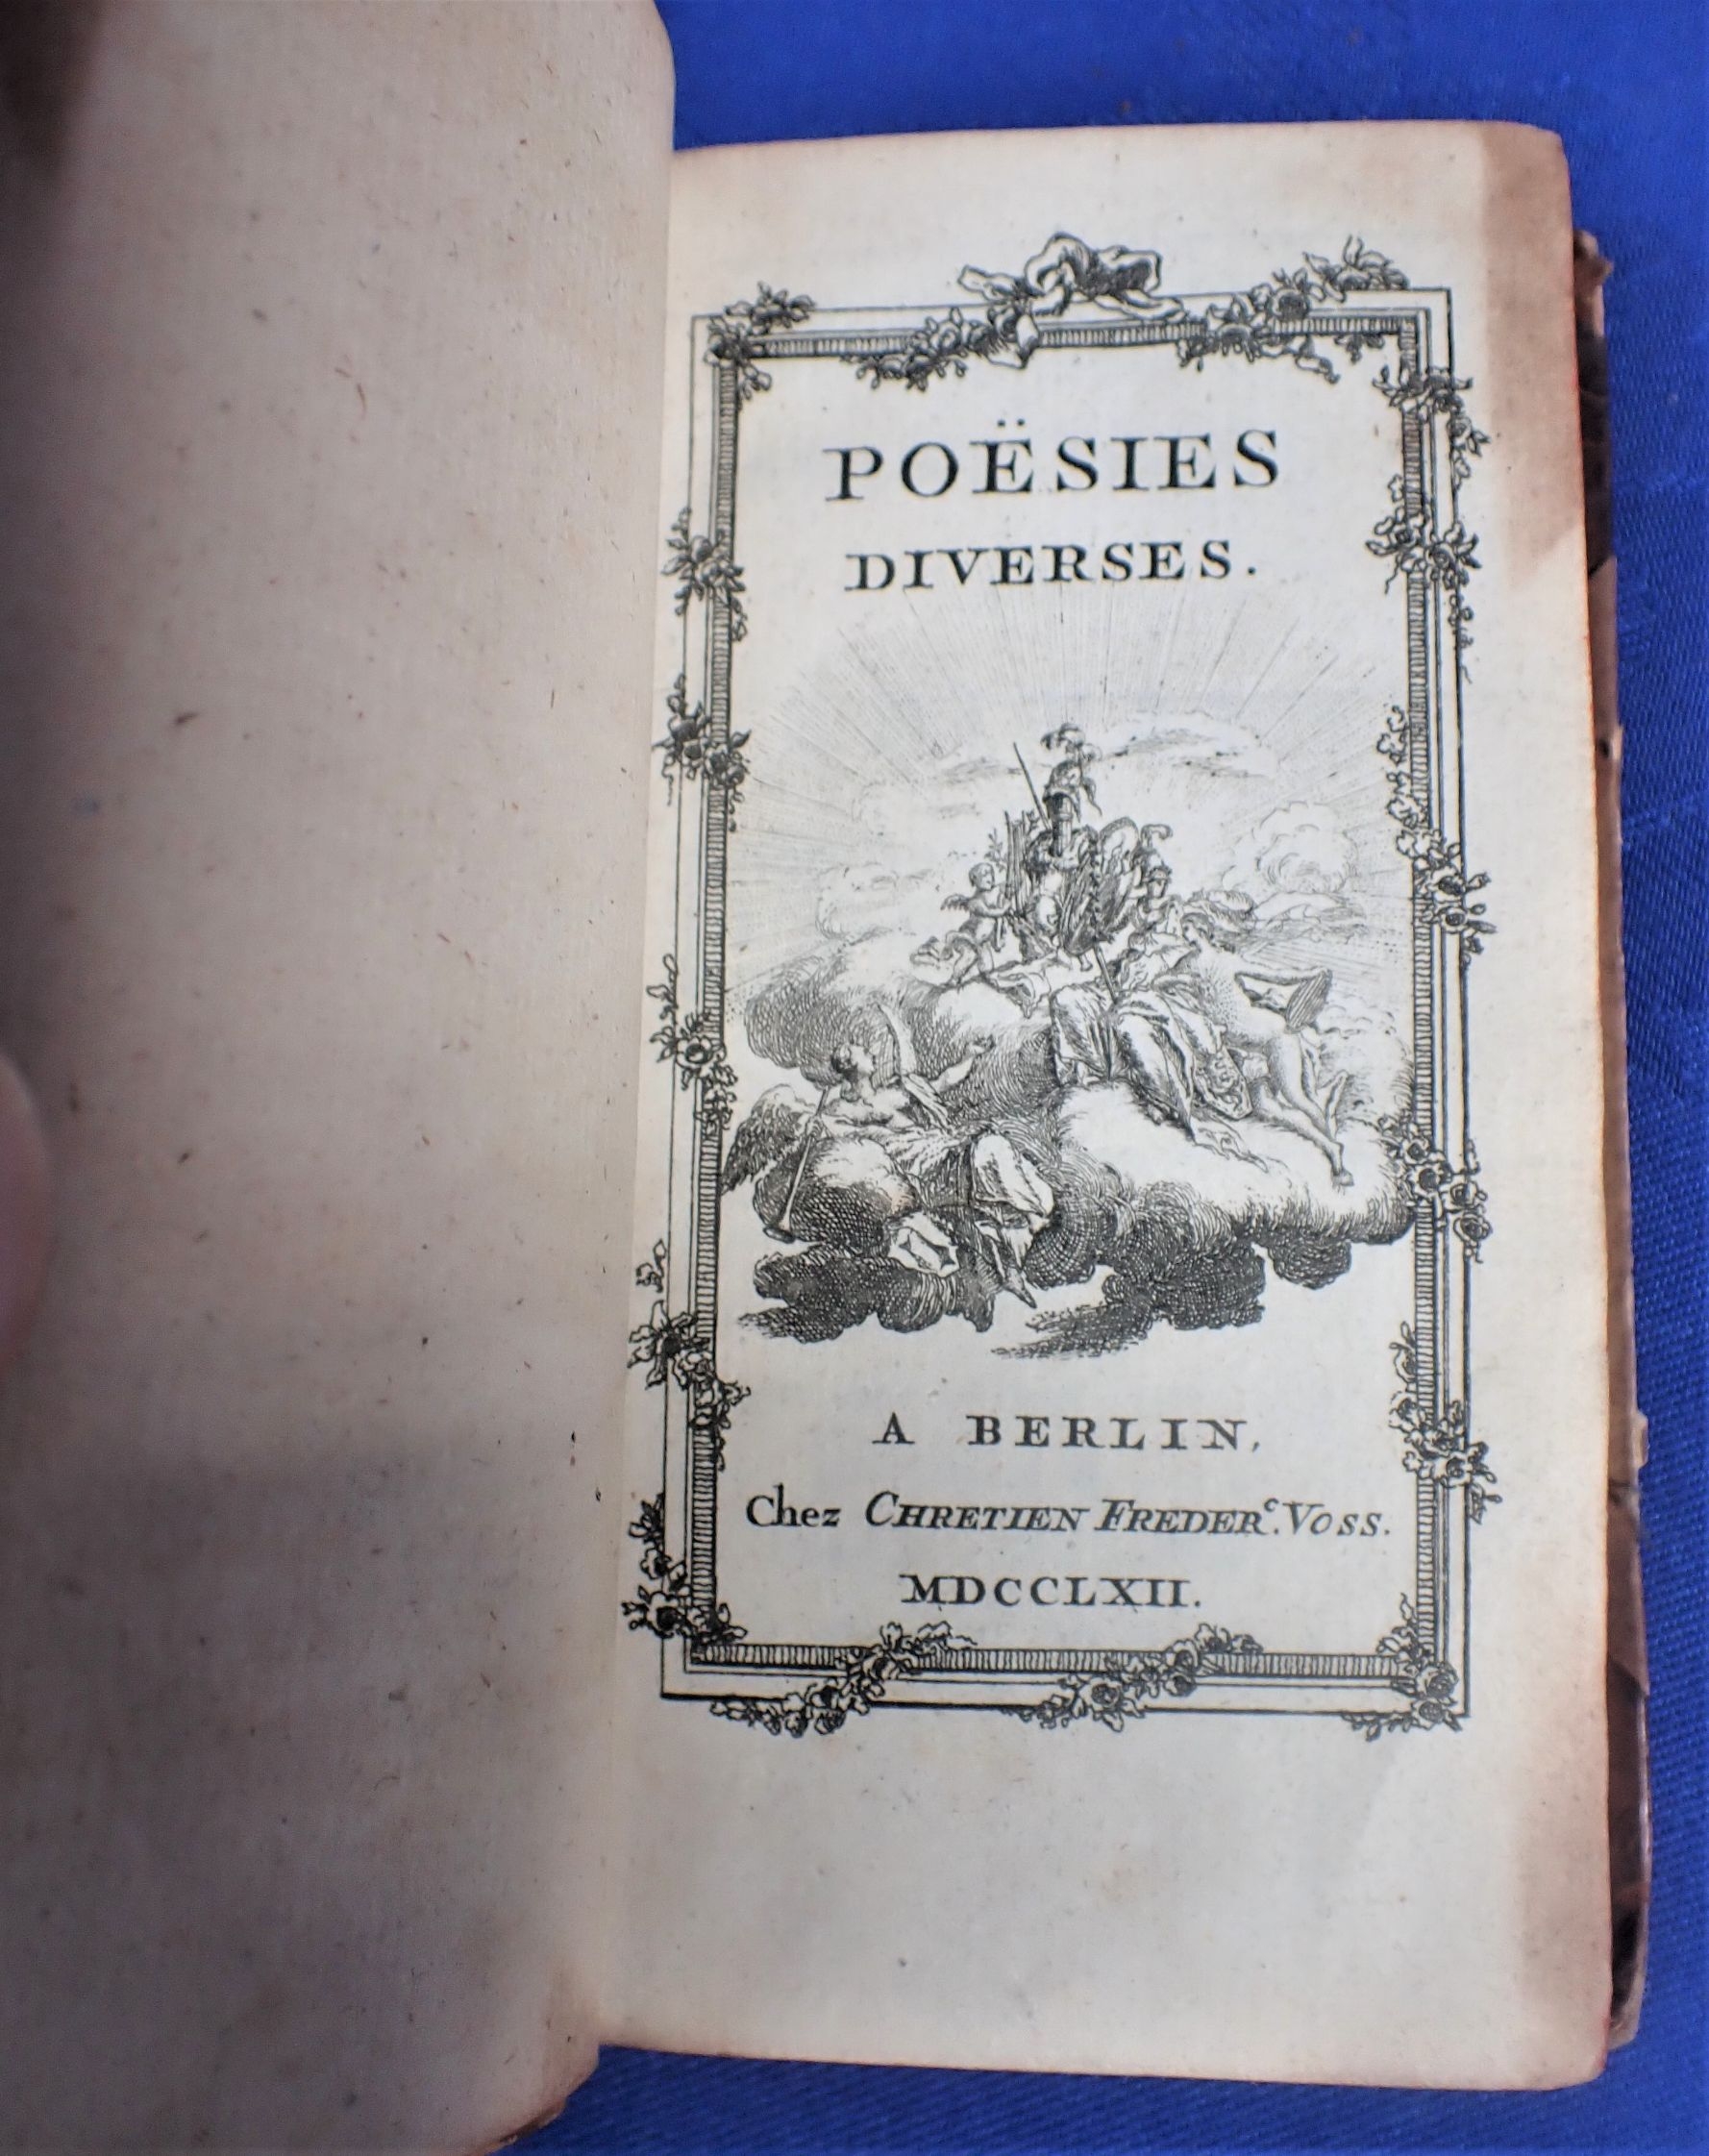 POËSIES
DIVERSES.
A BERLIN,
Chez CHRETIEN FREDERc. VOSS.
MDCCLXII.